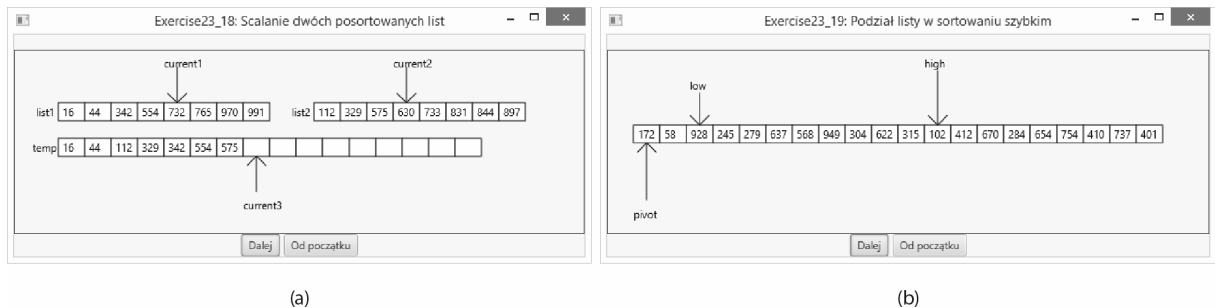 Exercise23_18: Scalanie dwóch posortowanych list
current1 current2
list1 16 44 342 554 732 765 970 991 list2 112 329 575 630 733 831 844 897
temp 16 44 112 329 342 554 575
current3
Dalej Od początku
(a)
Exercise23_19: Podział listy w sortowaniu szybkim
high
low
172 58 928 245 279 637 568 949 304 622 315 102 412 670 284 654 754 410 737 401
pivot
Dalej Od początku
(b)